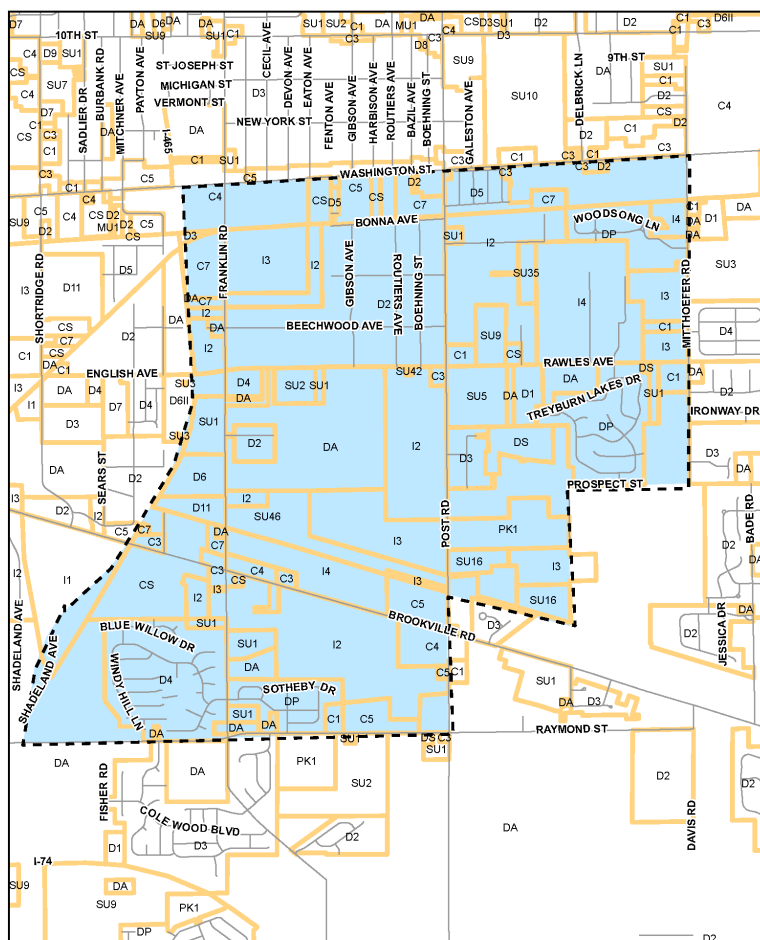 D7
DA
D6
DA
DA
SU1
SU2
C1
DA
MU1
DA
CS
D3
SU1
D2
D2
C1
C3
D6II
10TH ST
SU9
C1
C3
D8
D3
C4
D9
SU1
ST JOSEPH ST
CECIL AVE
SU9
9TH ST
DA
SU1
CS
SU7
BURBANK RD
PAYTON AVE
MICHIGAN ST
DEVON AVE
EATON AVE
DELBRICK LN
C1
C4
SADLIER DR
MITCHNER AVE
VERMONT ST
D3
SU10
D2
C4
D7
FENTON AVE
GIBSON AVE
HARBISON AVE
ROUTIERS AVE
BAZIL AVE
BOEHNING ST
GALESTON AVE
CS
C1
C3
CS
DA
I-465
DA
NEW YORK ST
D2
C1
D2
C1
C3
C1
SU1
C3
C1
C3
C3
C3
C1
C5
C5
WASHINGTON ST
C3
D2
C4
C4
CS
D5
C5
CS
D2
C7
D5
C7
WOODSONG LN
I4
C1
DA
D1
DA
SU9
C5
D2
C4
CS
D2
MU1
D2
C5
CS
D3
BONNA AVE
SU1
I2
DP
SU3
SHORTRIDGE RD
D5
FRANKLIN RD
C7
I3
I2
GIBSON AVE
ROUTIERS AVE
BOEHNING ST
SU35
I3
D11
DA
C7
D2
I4
I3
MITTHOEFER RD
CS
DA
I2
DA
BEECHWOOD AVE
SU9
C1
D4
C7
CS
D2
I2
C1
CS
I3
C1
DA
C1
ENGLISH AVE
SU42
C3
RAWLES AVE
DS
I3
DA
D4
SU3
D4
DA
SU2
SU1
SU5
DA
D1
DA
TREYBURN LAKES DR
SU1
C1
DA
D2
I1
D7
D4
D6II
IRONWAY DR
D3
SU1
SU3
D2
DA
I2
D3
DS
DP
D3
DA
DA
SEARS ST
D2
D6
PROSPECT ST
I3
D2
I2
D11
I2
SU46
POST RD
PK1
BADE RD
C5
C7
C3
DA
C7
I3
D2
DA
I2
I1
CS
C3
CS
C4
C3
I4
I3
SU16
I3
I2
I3
C5
SU16
SHADELAND AVE
SU1
BROOKVILLE RD
D3
DA
BLUE WILLOW DR
SU1
I2
C4
D2
JESSICA DR
SHADELAND AVE
WINDY HILL LN
D4
DA
C5
C1
SU1
SOTHEBY DR
DP
DA
D3
SU1
DA
DA
C1
C5
DA
SU1
DS
C3
SU1
RAYMOND ST
DA
FISHER RD
DA
PK1
SU2
D2
D2
COLE WOOD BLVD
D2
DA
DAVIS RD
D1
D3
I-74
SU9
DA
SU9
PK1
DP
D2